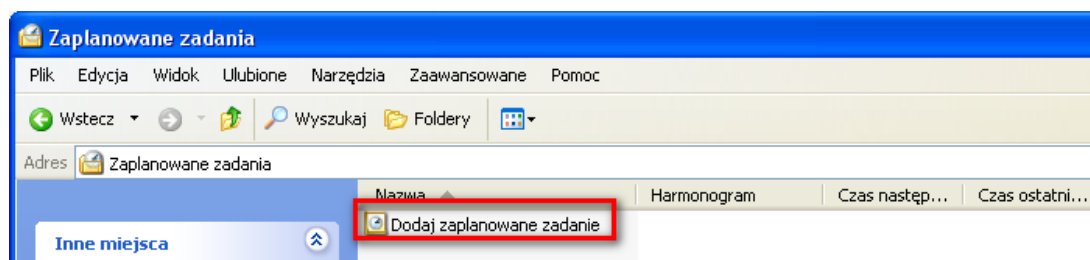 Zaplanowane zadania
Plik Edycja Widok Ulubione Narzędzia Zaawansowane Pomoc
Wstecz Wyszukaj Foldery
Adres Zaplanowane zadania
Nazwa Harmonogram Czas następ... Czas ostatni...
Dodaj zaplanowane zadanie
Inne miejsca